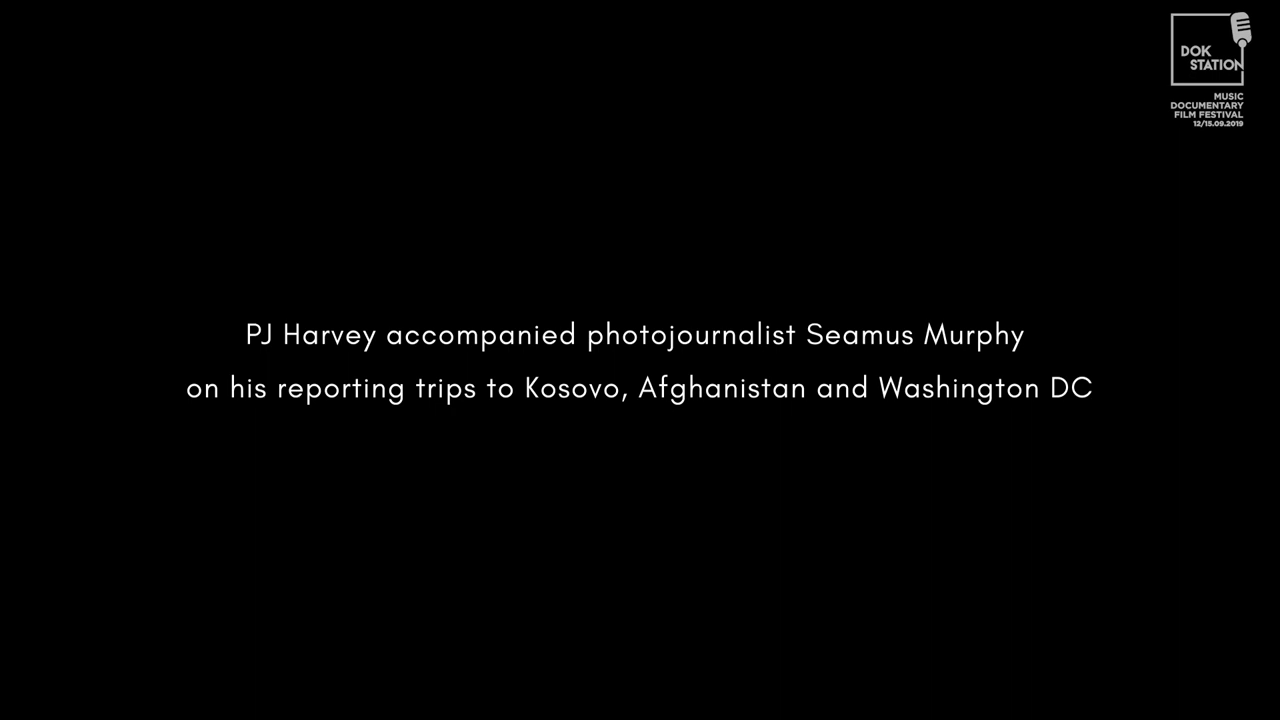 DOK
STATION
MUSIC
DOCUMENTARY
FILM FESTIVAL
12/15.09.2019
PJ Harvey accompanied photojournalist Seamus Murphy
on his reporting trips to Kosovo, Afghanistan and Washington DC